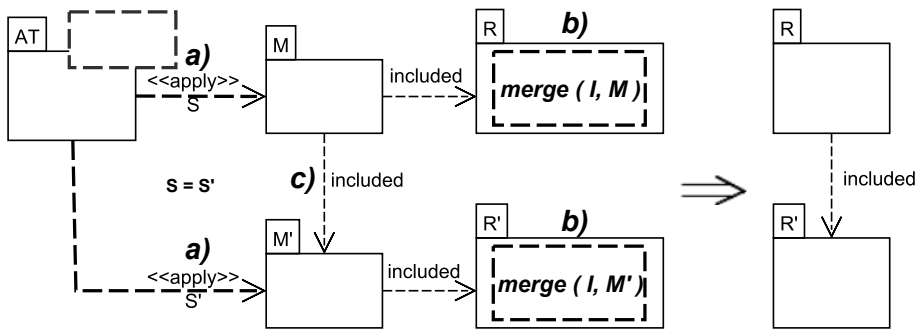 AT
a)
<<apply>>
S
M
included
R
b)
merge ( I, M )
R
S = S'
c)
included
included
a)
<<apply>>
S'
M'
included
R'
b)
merge ( I, M' )
R'